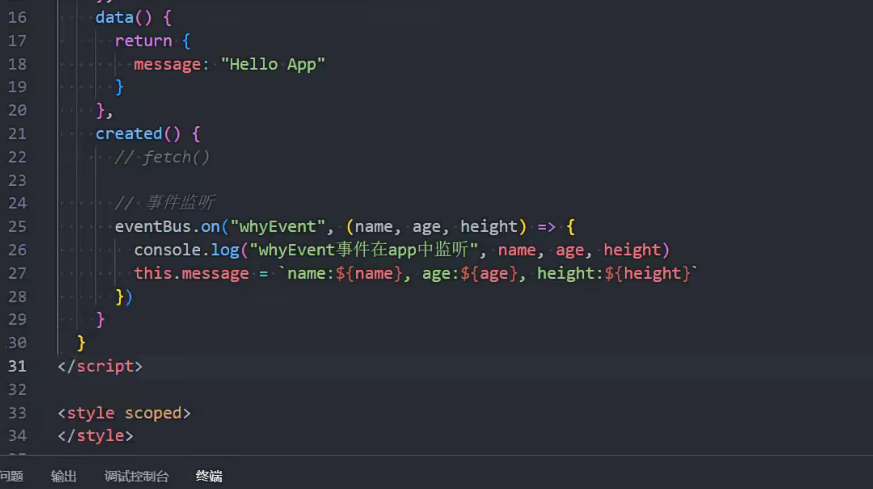 16 data() {
17 return {
18 message: "Hello App"
19 }
20 },
21 created() {
22 // fetch()
23
24 // 事件监听
25 eventBus.on("whyEvent", (name, age, height) => {
26 console.log("whyEvent事件在app中监听", name, age, height)
27 this.message = `name:${name}, age:${age}, height:${height}`
28 })
29 }
30 }
31 </script>
32
33 <style scoped>
34 </style>
问题 输出 调试控制台 终端